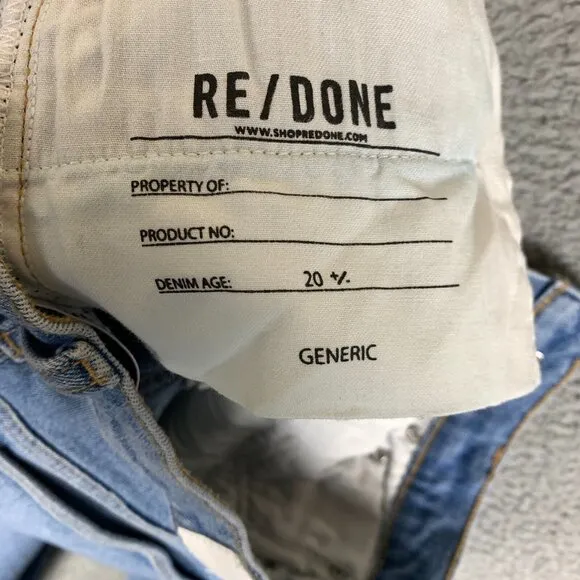 RE/DONE
WWW.SHOPREDONE.COM
PROPERTY OF:
PRODUCT NO:
DENIM AGE: 20 +/-
GENERIC